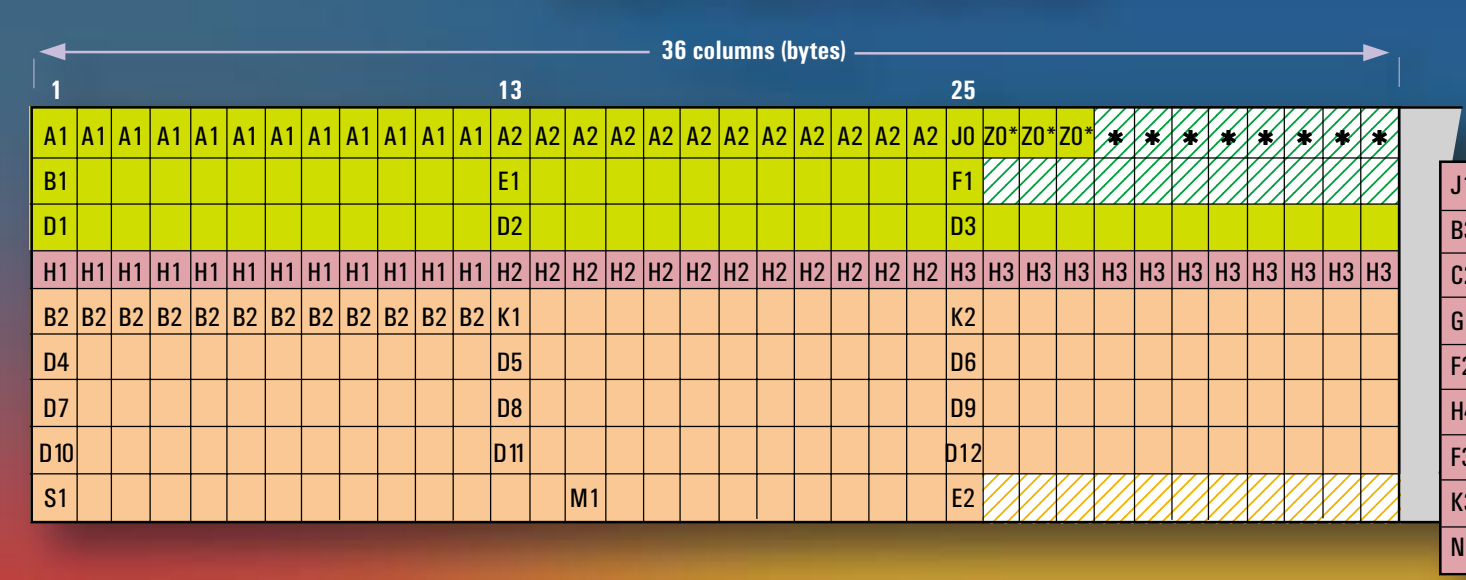 36 columns (bytes)
1 13 25
A1 A1 A1 A1 A1 A1 A1 A1 A1 A1 A1 A1 A2 A2 A2 A2 A2 A2 A2 A2 A2 A2 A2 A2 J0 Z0* Z0* Z0* * * * * * * * *
B1 E1 F1
D1 D2 D3
H1 H1 H1 H1 H1 H1 H1 H1 H1 H1 H1 H1 H2 H2 H2 H2 H2 H2 H2 H2 H2 H2 H2 H2 H3 H3 H3 H3 H3 H3 H3 H3 H3 H3 H3 H3
B2 B2 B2 B2 B2 B2 B2 B2 B2 B2 B2 B2 K1 K2
D4 D5 D6
D7 D8 D9
D10 D11 D12
S1 M1 E2